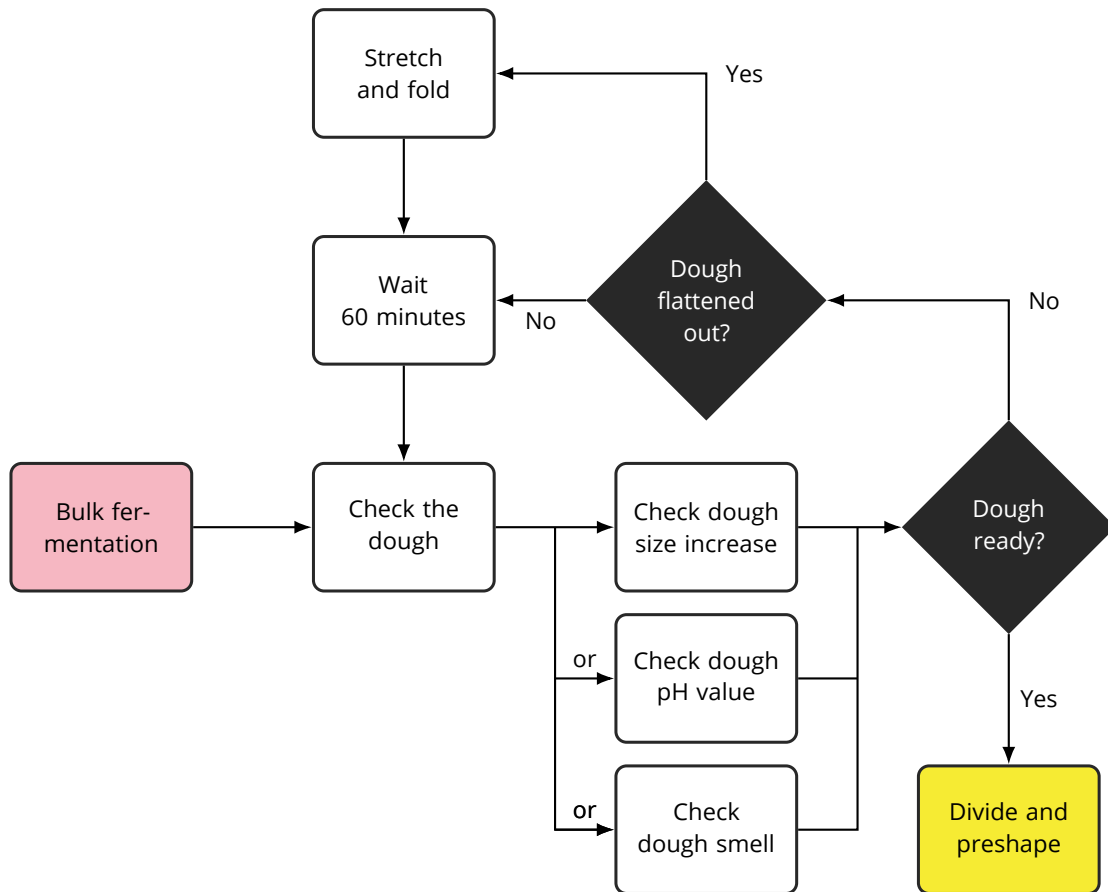 Stretch
and fold
Yes
Wait
60 minutes
No
Dough
flattened
out?
No
Bulk fer-
mentation
Check the
dough
Check dough
size increase
Dough
ready?
or
Check dough
pH value
Yes
or
Check
dough smell
Divide and
preshape